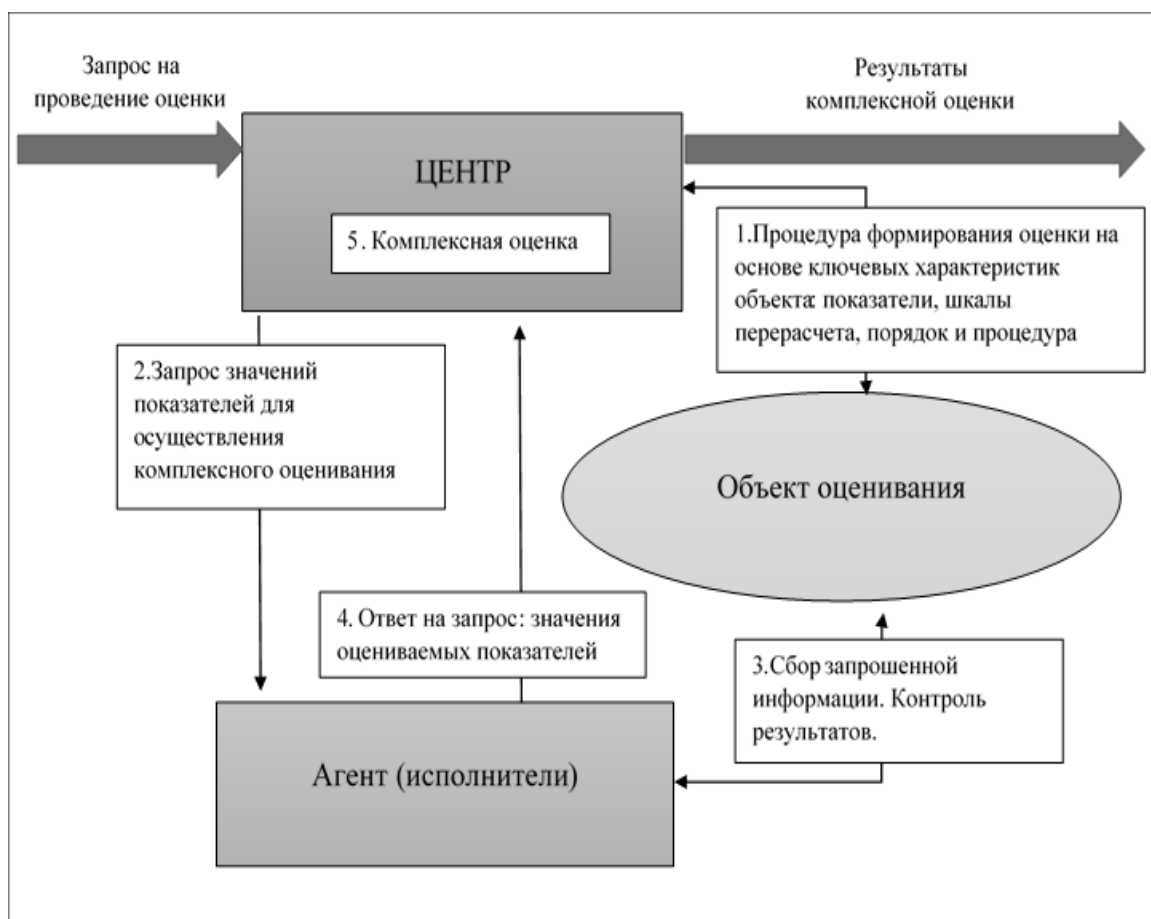 Запрос на
проведение оценки
Результаты
комплексной оценки
ЦЕНТР
5. Комплексная оценка
1.Процедура формирования оценки на
основе ключевых характеристик
объекта: показатели, шкалы
перерасчета, порядок и процедура
2.Запрос значений
показателей для
осуществления
комплексного оценивания
Объект оценивания
4. Ответ на запрос: значения
оцениваемых показателей
3.Сбор запрошенной
информации. Контроль
результатов.
Агент (исполнители)